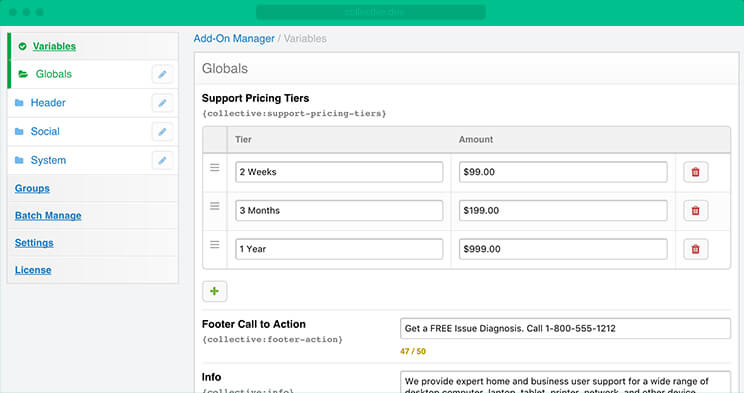 collective.dev
Variables
Globals
Header
Social
System
Groups
Batch Manage
Settings
License
Add-On Manager / Variables
Globals
Support Pricing Tiers
{collective:support-pricing-tiers}
Tier Amount
2 Weeks $99.00
3 Months $199.00
1 Year $999.00
Footer Call to Action
{collective:footer-action}
Get a FREE Issue Diagnosis. Call 1-800-555-1212
47 / 50
Info
{collective:info}
We provide expert home and business user support for a wide range of
desktop computer, laptop, tablet, printer, network, and other device